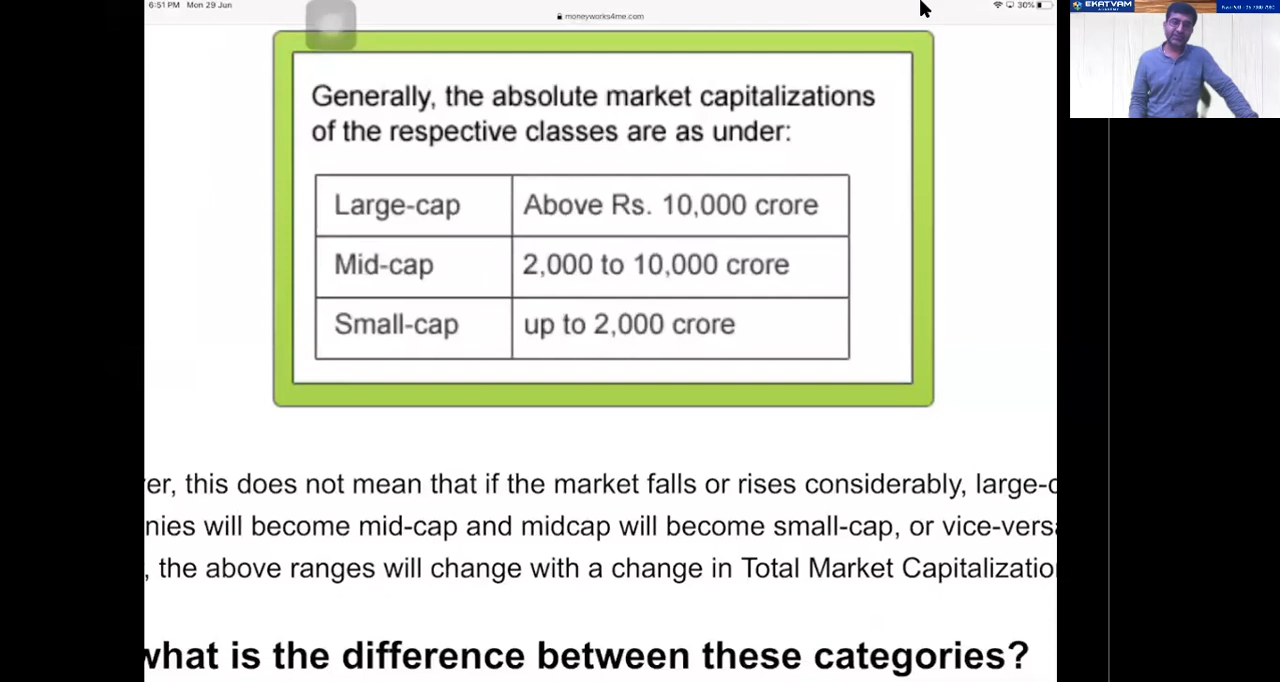 6:51 PM Mon 29 Jun
moneyworks4me.com
30%
EKATVAM
Generally, the absolute market capitalizations
of the respective classes are as under:
Large-cap Above Rs. 10,000 crore
Mid-cap 2,000 to 10,000 crore
Small-cap up to 2,000 crore
er, this does not mean that if the market falls or rises considerably, large-c
nies will become mid-cap and midcap will become small-cap, or vice-versa
, the above ranges will change with a change in Total Market Capitalizatio
what is the difference between these categories?